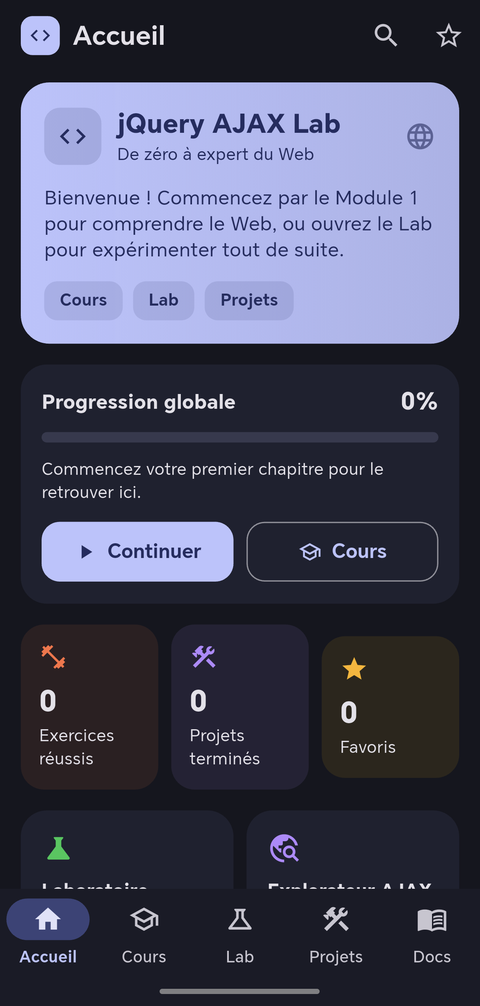 Accueil
jQuery AJAX Lab
De zéro à expert du Web
Bienvenue ! Commencez par le Module 1
pour comprendre le Web, ou ouvrez le Lab
pour expérimenter tout de suite.
Cours
Lab
Projets
Progression globale
0%
Commencez votre premier chapitre pour le
retrouver ici.
Continuer
Cours
0
Exercices
réussis
0
Projets
terminés
0
Favoris
Laboratoire
Explorateur AJAX
Accueil
Cours
Lab
Projets
Docs